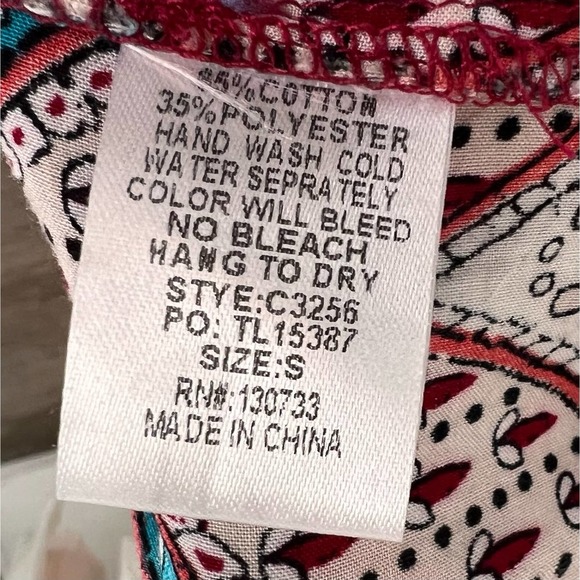 65% COTTON
35% POLYESTER
HAND WASH COLD
WATER SEPRATELY
COLOR WILL BLEED
NO BLEACH
HANG TO DRY
STYE:C3256
PO: TL15387
SIZE:S
RN#:130733
MADE IN CHINA